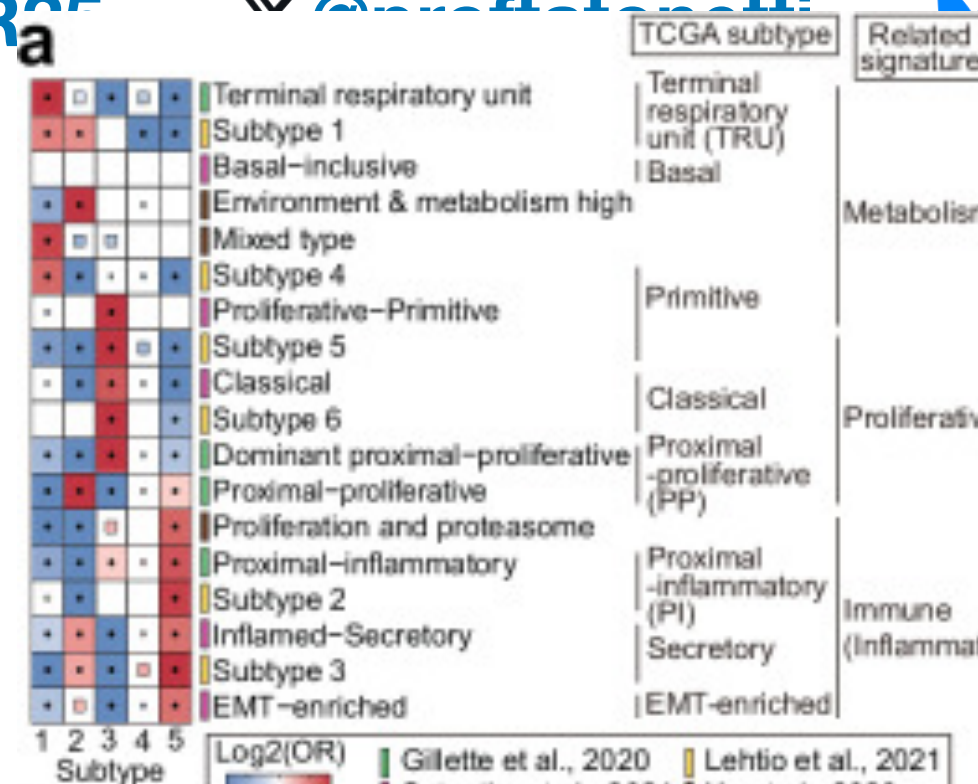 a
TCGA subtype
Related
signature
Terminal respiratory unit
Subtype 1
Basal-inclusive
Environment & metabolism high
Mixed type
Subtype 4
Proliferative-Primitive
Subtype 5
Classical
Subtype 6
Dominant proximal-proliferative
Proximal-proliferative
Proliferation and proteasome
Proximal-inflammatory
Subtype 2
Inflamed-Secretory
Subtype 3
EMT-enriched
Terminal
respiratory
unit (TRU)
Basal
Primitive
Classical
Proximal
-proliferative
(PP)
Proximal
-inflammatory
(PI)
Secretory
EMT-enriched
Metabolism
Proliferativ
Immune
(Inflammat
1 2 3 4 5
Subtype
Log2(OR)
Gillette et al., 2020
Lehtio et al., 2021